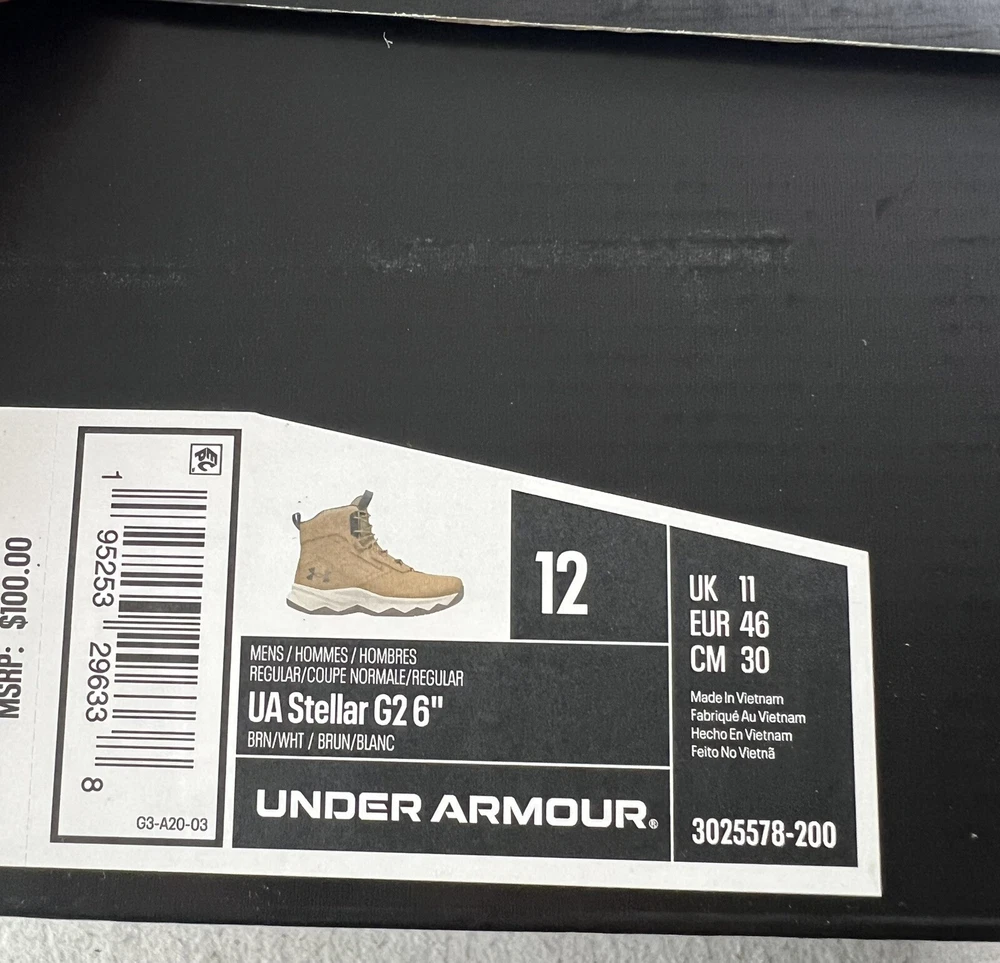 MSRP: $100.00
1 95253 29633 8
G3-A20-03
12
MENS / HOMMES / HOMBRES
REGULAR/COUPE NORMALE/REGULAR
UA Stellar G2 6"
BRN/WHT / BRUN/BLANC
UNDER ARMOUR®
UK 11
EUR 46
CM 30
Made In Vietnam
Fabriqué Au Vietnam
Hecho En Vietnam
Feito No Vietnã
3025578-200